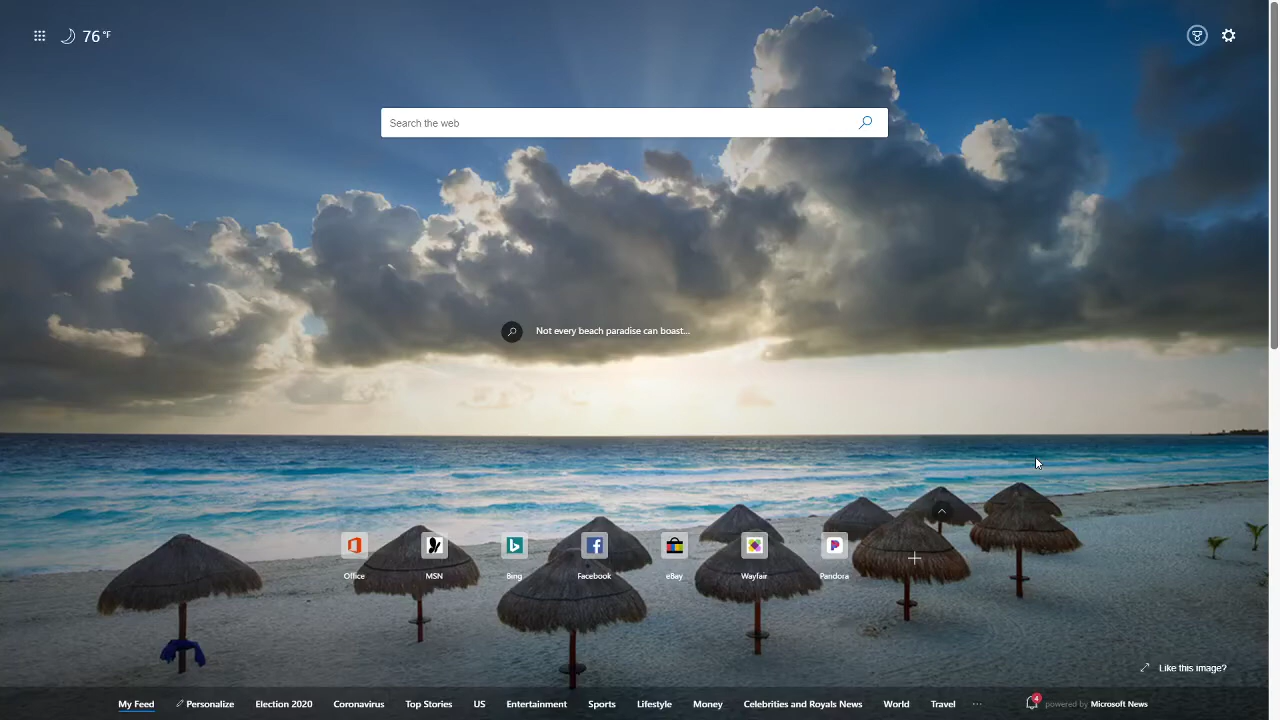 76 °F
Search the web
Not every beach paradise can boast...
Office MSN Bing Facebook eBay Wayfair Pandora
Like this image?
My Feed Personalize Election 2020 Coronavirus Top Stories US Entertainment Sports Lifestyle Money Celebrities and Royals News World Travel ... 4 powered by Microsoft News